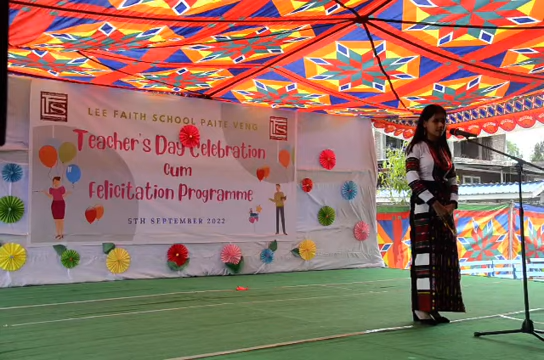 LEE FAITH SCHOOL PAITE VENG
Teacher's Day Celebration
Cum
Felicitation Programme
5TH SEPTEMBER 2022